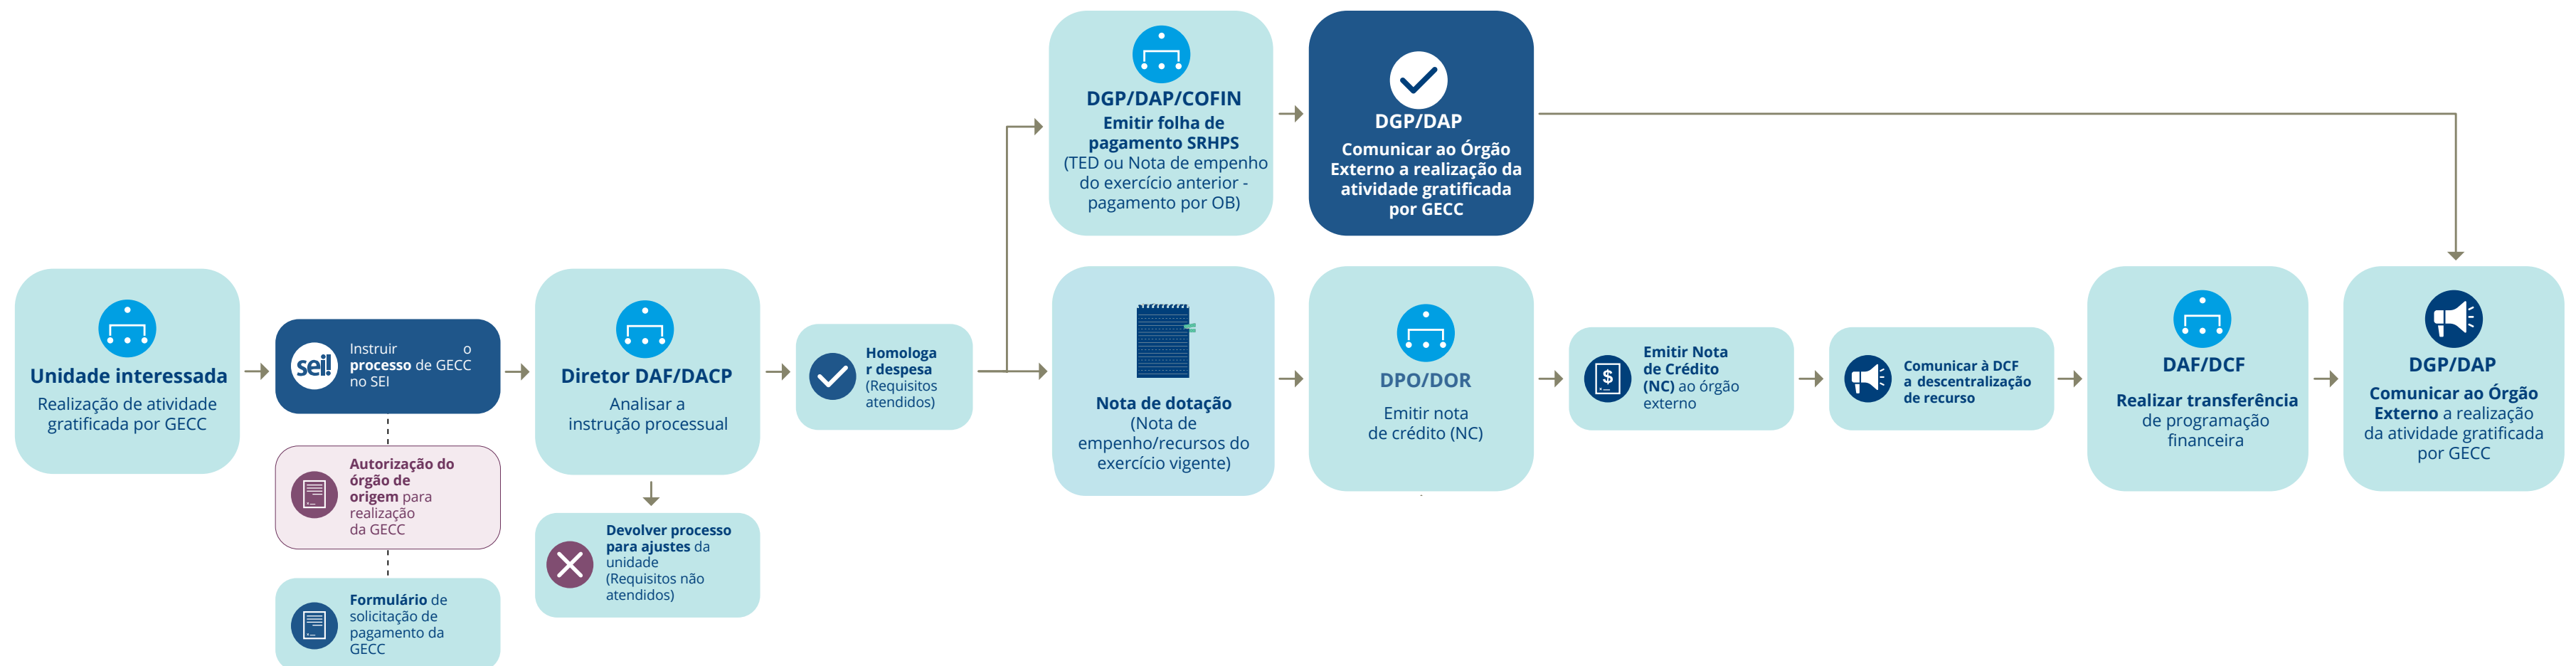 Unidade interessada
Realização de atividade
gratificada por GECC
sei!
Instruir o
processo de GECC
no SEI
Autorização do
órgão de
origem para
realização
da GECC
Formulário de
solicitação de
pagamento da
GECC
Diretor DAF/DACP
Analisar a
instrução processual
Devolver processo
para ajustes da
unidade
(Requisitos não
atendidos)
Homologa
r despesa
(Requisitos
atendidos)
DGP/DAP/COFIN
Emitir folha de
pagamento SRHPS
(TED ou Nota de empenho
do exercício anterior -
pagamento por OB)
DGP/DAP
Comunicar ao Órgão
Externo a realização da
atividade gratificada
por GECC
Nota de dotação
(Nota de
empenho/recursos do
exercício vigente)
DPO/DOR
Emitir nota
de crédito (NC)
$
Emitir Nota
de Crédito
(NC) ao órgão
externo
Comunicar à DCF
a descentralização
de recurso
DAF/DCF
Realizar transferência
de programação
financeira
DGP/DAP
Comunicar ao Órgão
Externo a realização
da atividade gratificada
por GECC